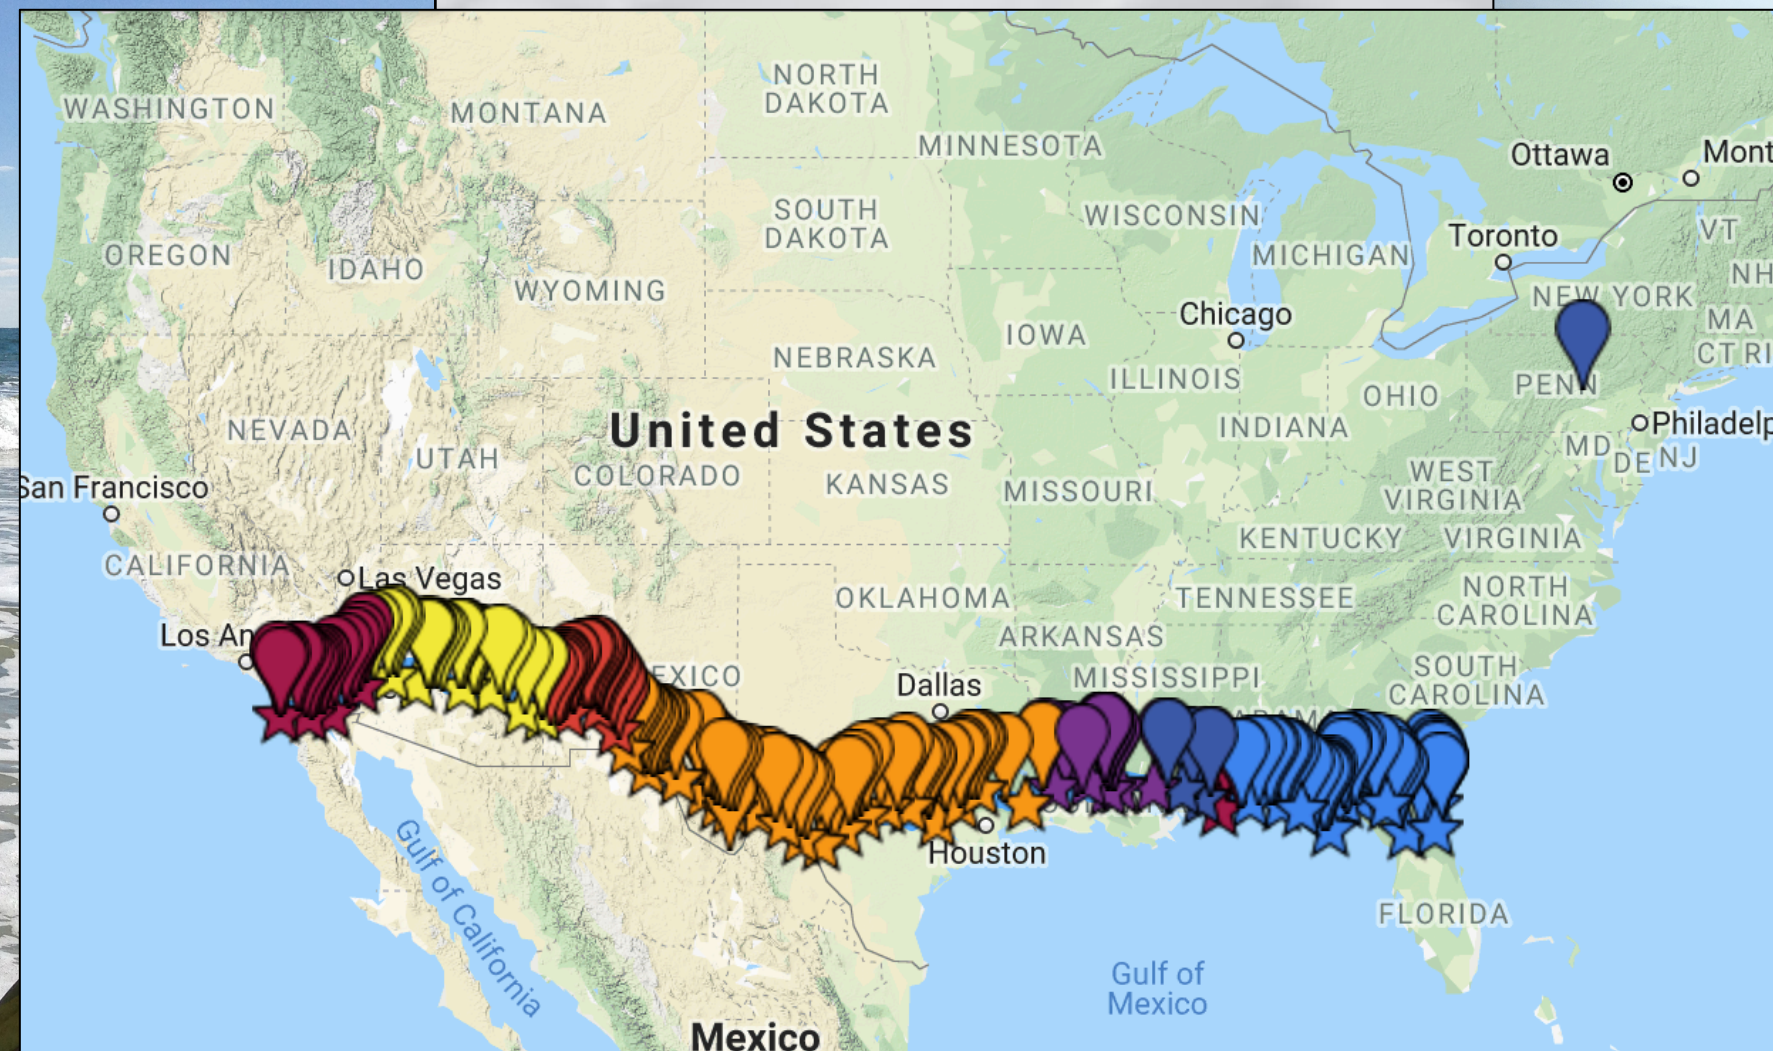 NORTH
DAKOTA
WASHINGTON
MONTANA
MINNESOTA
Ottawa
Mont
SOUTH
DAKOTA
WISCONSIN
VT
Toronto
OREGON
IDAHO
MICHIGAN
NH
WYOMING
NEW YORK
Chicago
MA
IOWA
CT RI
NEBRASKA
ILLINOIS
PENN
OHIO
Philadelp
NEVADA
United States
INDIANA
MD
DE NJ
UTAH
COLORADO
KANSAS
MISSOURI
WEST
VIRGINIA
San Francisco
KENTUCKY
VIRGINIA
CALIFORNIA
Las Vegas
OKLAHOMA
TENNESSEE
NORTH
CAROLINA
Los An
ARKANSAS
EXICO
Dallas
MISSISSIPPI
SOUTH
CAROLINA
ABAMA
Houston
Gulf of California
FLORIDA
Gulf of
Mexico
Mexico